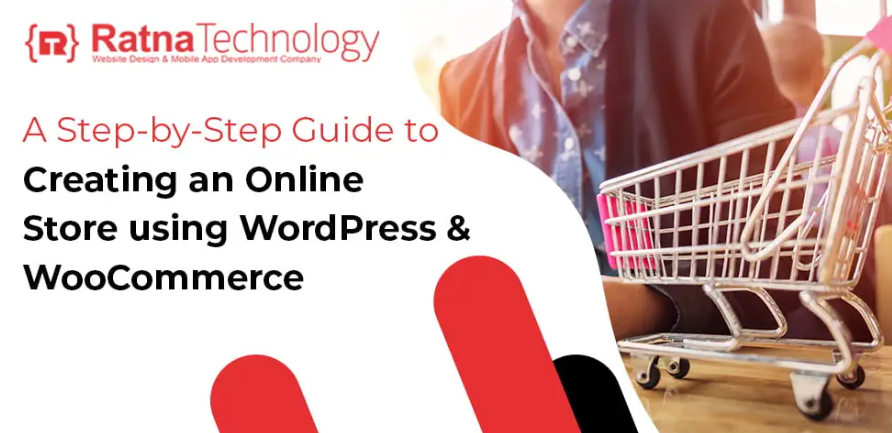 {R} RatnaTechnology
Website Design & Mobile App Development Company
A Step-by-Step Guide to
Creating an Online
Store using WordPress &
WooCommerce